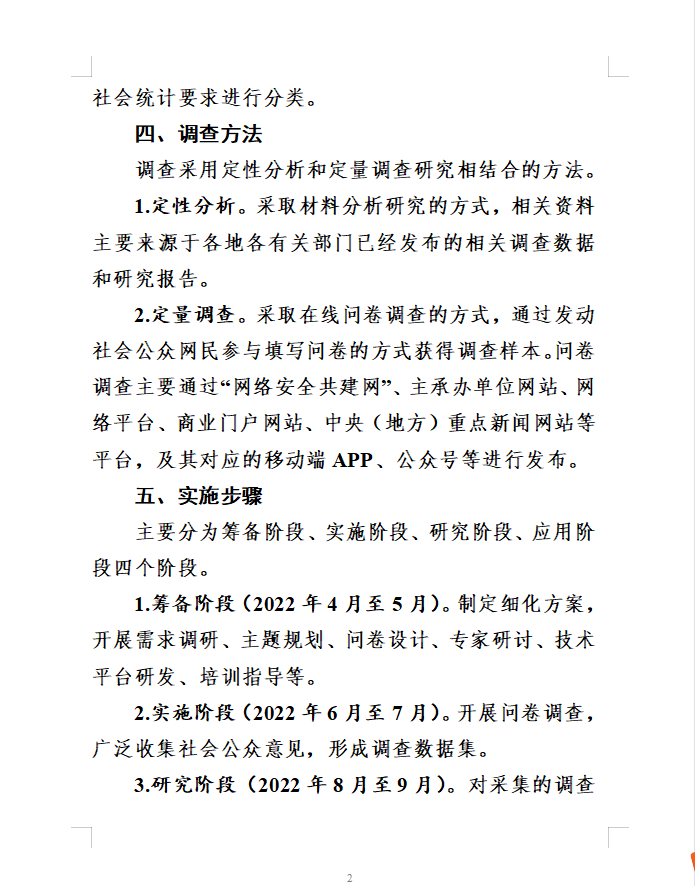 社会统计要求进行分类。
四、调查方法
调查采用定性分析和定量调查研究相结合的方法。
1.定性分析。采取材料分析研究的方式，相关资料
主要来源于各地各有关部门已经发布的相关调查数据
和研究报告。
2.定量调查。采取在线问卷调查的方式，通过发动
社会公众网民参与填写问卷的方式获得调查样本。问卷
调查主要通过“网络安全共建网”、主承办单位网站、网
络平台、商业门户网站、中央（地方）重点新闻网站等
平台，及其对应的移动端 APP、公众号等进行发布。
五、实施步骤
主要分为筹备阶段、实施阶段、研究阶段、应用阶
段四个阶段。
1.筹备阶段（2022 年 4 月至 5 月）。制定细化方案，
开展需求调研、主题规划、问卷设计、专家研讨、技术
平台研发、培训指导等。
2.实施阶段（2022 年 6 月至 7 月）。开展问卷调查，
广泛收集社会公众意见，形成调查数据集。
3.研究阶段（2022 年 8 月至 9 月）。对采集的调查
2